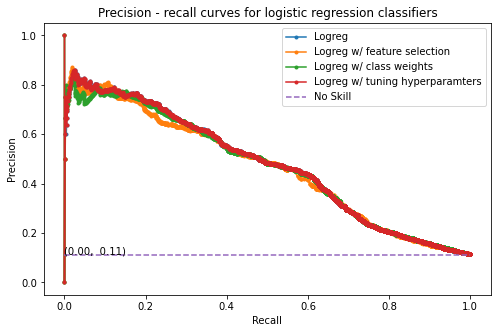 Precision - recall curves for logistic regression classifiers
Logreg
Logreg w/ feature selection
Logreg w/ class weights
Logreg w/ tuning hyperparamters
No Skill
Precision
1.0
0.8
0.6
0.4
0.2
0.0
(0.00, 0.11)
0.0 0.2 0.4 0.6 0.8 1.0
Recall